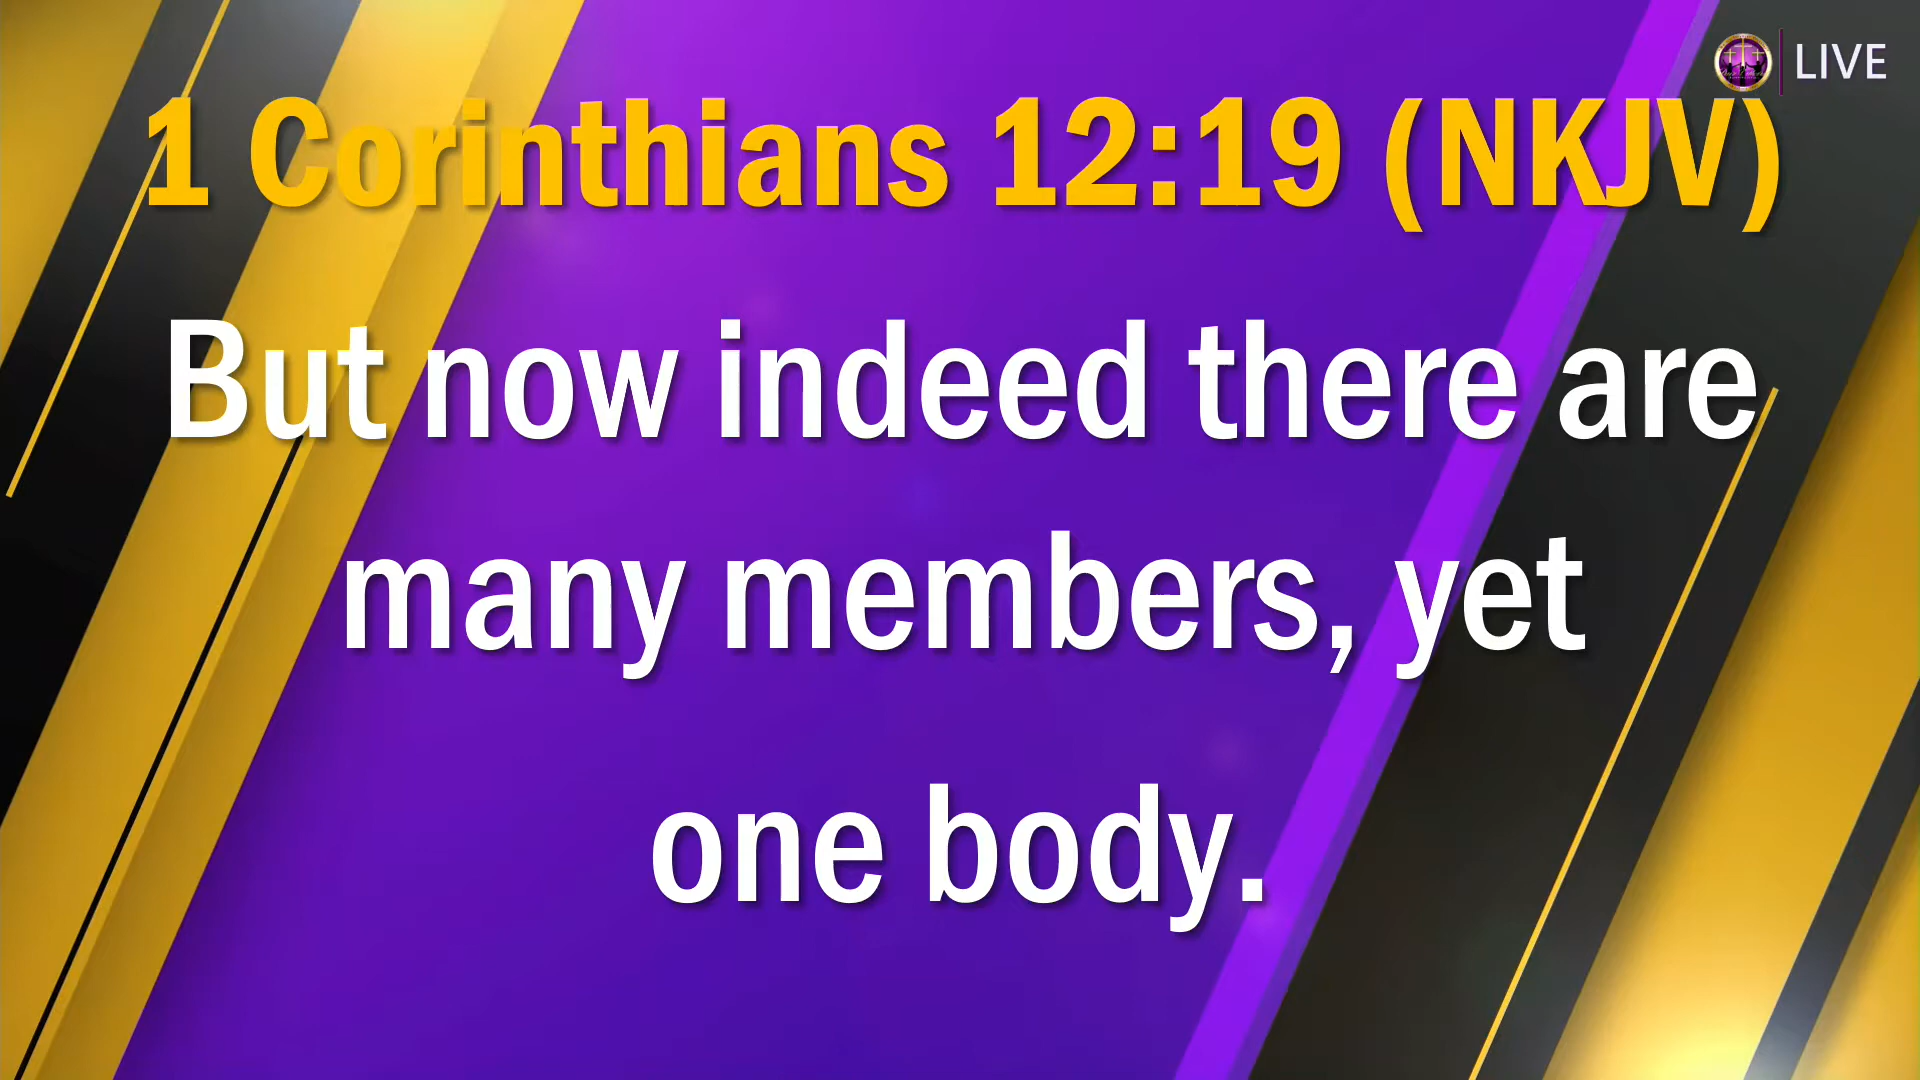 LIVE
1 Corinthians 12:19 (NKJV)
But now indeed there are
many members, yet
one body.